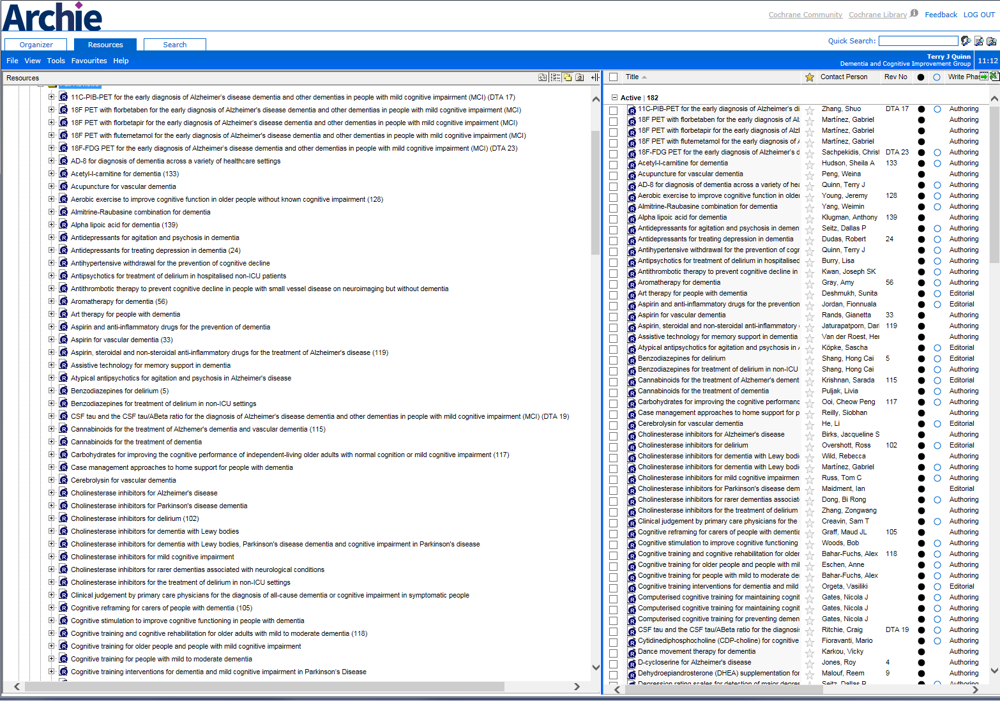 Archie
Cochrane Community Cochrane Library Feedback LOG OUT
Organizer Resources Search
Quick Search:
File View Tools Favourites Help
Terry J Quinn
Dementia and Cognitive Improvement Group
11:12
Resources
11C-PIB-PET for the early diagnosis of Alzheimer's disease dementia and other dementias in people with mild cognitive impairment (MCI) (DTA 17)
18F PET with florbetaben for the early diagnosis of Alzheimer's disease dementia and other dementias in people with mild cognitive impairment (MCI)
18F PET with florbetapir for the early diagnosis of Alzheimer's disease dementia and other dementias in people with mild cognitive impairment (MCI)
18F PET with flutemetamol for the early diagnosis of Alzheimer's disease dementia and other dementias in people with mild cognitive impairment (MCI)
18F-FDG PET for the early diagnosis of Alzheimer's disease dementia and other dementias in people with mild cognitive impairment (MCI) (DTA 23)
AD-8 for diagnosis of dementia across a variety of healthcare settings
Acetyl-l-carnitine for dementia (133)
Acupuncture for vascular dementia
Aerobic exercise to improve cognitive function in older people without known cognitive impairment (128)
Almitrine-Raubasine combination for dementia
Alpha lipoic acid for dementia (139)
Antidepressants for agitation and psychosis in dementia
Antidepressants for treating depression in dementia (24)
Antihypertensive withdrawal for the prevention of cognitive decline
Antipsychotics for treatment of delirium in hospitalised non-ICU patients
Antithrombotic therapy to prevent cognitive decline in people with small vessel disease on neuroimaging but without dementia
Aromatherapy for dementia (56)
Art therapy for people with dementia
Aspirin and anti-inflammatory drugs for the prevention of dementia
Aspirin for vascular dementia (33)
Aspirin, steroidal and non-steroidal anti-inflammatory drugs for the treatment of Alzheimer's disease (119)
Assistive technology for memory support in dementia
Atypical antipsychotics for agitation and psychosis in Alzheimer's disease
Benzodiazepines for delirium (5)
Benzodiazepines for treatment of delirium in non-ICU settings
CSF tau and the CSF tau/ABeta ratio for the diagnosis of Alzheimer's disease dementia and other dementias in people with mild cognitive impairment (MCI) (DTA 19)
Cannabinoids for the treatment of Alzhemer's dementia and vascular dementia (115)
Cannabinoids for the treatment of dementia
Carbohydrates for improving the cognitive performance of independent-living older adults with normal cognition or mild cognitive impairment (117)
Case management approaches to home support for people with dementia
Cerebrolysin for vascular dementia
Cholinesterase inhibitors for Alzheimer's disease
Cholinesterase inhibitors for Parkinson's disease dementia
Cholinesterase inhibitors for delirium (102)
Cholinesterase inhibitors for dementia with Lewy bodies
Cholinesterase inhibitors for dementia with Lewy bodies, Parkinson's disease dementia and cognitive impairment in Parkinson's disease
Cholinesterase inhibitors for mild cognitive impairment
Cholinesterase inhibitors for rarer dementias associated with neurological conditions
Cholinesterase inhibitors for the treatment of delirium in non-ICU settings
Clinical judgement by primary care physicians for the diagnosis of all-cause dementia or cognitive impairment in symptomatic people
Cognitive reframing for carers of people with dementia (105)
Cognitive stimulation to improve cognitive functioning in people with dementia
Cognitive training and cognitive rehabilitation for older adults with mild to moderate dementia (118)
Cognitive training for older people and people with mild cognitive impairment
Cognitive training for people with mild to moderate dementia
Cognitive training interventions for dementia and mild cognitive impairment in Parkinson's Disease
Title Contact Person Rev No Write Phas
Active | 182
11C-PIB-PET for the early diagnosis of Alzheimer's di Zhang, Shuo DTA 17 Authoring
18F PET with florbetaben for the early diagnosis of Al Martínez, Gabriel Authoring
18F PET with florbetapir for the early diagnosis of Alzl Martínez, Gabriel Authoring
18F PET with flutemetamol for the early diagnosis of A Martínez, Gabriel Authoring
18F-FDG PET for the early diagnosis of Alzheimer's d Sachpekidis, Christ DTA 23 Authoring
Acetyl-l-carnitine for dementia Hudson, Sheila A 133 Authoring
Acupuncture for vascular dementia Peng, Weina Authoring
AD-8 for diagnosis of dementia across a variety of hea Quinn, Terry J Authoring
Aerobic exercise to improve cognitive function in older Young, Jeremy 128 Authoring
Almitrine-Raubasine combination for dementia Yang, Weimin Authoring
Alpha lipoic acid for dementia Klugman, Anthony 139 Authoring
Antidepressants for agitation and psychosis in demen Seitz, Dallas P Authoring
Antidepressants for treating depression in dementia Dudas, Robert 24 Authoring
Antihypertensive withdrawal for the prevention of cogr Quinn, Terry J Authoring
Antipsychotics for treatment of delirium in hospitalised Burry, Lisa Authoring
Antithrombotic therapy to prevent cognitive decline in Kwan, Joseph SK Authoring
Aromatherapy for dementia Gray, Amy 56 Authoring
Art therapy for people with dementia Deshmukh, Sunita Editorial
Aspirin and anti-inflammatory drugs for the prevention Jordan, Fionnuala Editorial
Aspirin for vascular dementia Rands, Gianetta 33 Authoring
Aspirin, steroidal and non-steroidal anti-inflammatory Jaturapatporn, Dari 119 Authoring
Assistive technology for memory support in dementia Van der Roest, Her Authoring
Atypical antipsychotics for agitation and psychosis in Köpke, Sascha Editorial
Benzodiazepines for delirium Shang, Hong Cai 5 Editorial
Benzodiazepines for treatment of delirium in non-ICU Shang, Hong Cai Authoring
Cannabinoids for the treatment of Alzhemer's dement Krishnan, Sarada 115 Editorial
Cannabinoids for the treatment of dementia Puljak, Livia Authoring
Carbohydrates for improving the cognitive performanc Ooi, Cheow Peng 117 Authoring
Case management approaches to home support for p Reilly, Siobhan Authoring
Cerebrolysin for vascular dementia He, Li Editorial
Cholinesterase inhibitors for Alzheimer's disease Birks, Jacqueline S Authoring
Cholinesterase inhibitors for delirium Overshott, Ross 102 Editorial
Cholinesterase inhibitors for dementia with Lewy bodi Wild, Rebecca Authoring
Cholinesterase inhibitors for dementia with Lewy bodi Martínez, Gabriel Authoring
Cholinesterase inhibitors for mild cognitive impairmen Russ, Tom C Authoring
Cholinesterase inhibitors for Parkinson's disease dem Maidment, Ian Editorial
Cholinesterase inhibitors for rarer dementias associat Dong, Bi Rong Authoring
Cholinesterase inhibitors for the treatment of delirium Zhang, Zongwang Authoring
Clinical judgement by primary care physicians for the Creavin, Sam T Authoring
Cognitive reframing for carers of people with dementia Graff, Maud JL 105 Authoring
Cognitive stimulation to improve cognitive functioning Woods, Bob Authoring
Cognitive training and cognitive rehabilitation for older Bahar-Fuchs, Alex 118 Authoring
Cognitive training for older people and people with mil Eschen, Anne Authoring
Cognitive training for people with mild to moderate de Bahar-Fuchs, Alex Authoring
Cognitive training interventions for dementia and mild Orgeta, Vasiliki Editorial
Computerised cognitive training for maintaining cognit Gates, Nicola J Authoring
Computerised cognitive training for maintaining cognit Gates, Nicola J Authoring
Computerised cognitive training for preventing demen Gates, Nicola J Authoring
CSF tau and the CSF tau/ABeta ratio for the diagnosis Ritchie, Craig DTA 19 Authoring
Cytidinediphosphocholine (CDP-choline) for cognitive Fioravanti, Mario Authoring
Dance movement therapy for dementia Karkou, Vicky Authoring
D-cycloserine for Alzheimer's disease Jones, Roy 4 Authoring
Dehydroepiandrosterone (DHEA) supplementation for Malouf, Reem 9 Authoring
Depression rating scales for detection of major depres Seitz, Dallas P Authoring